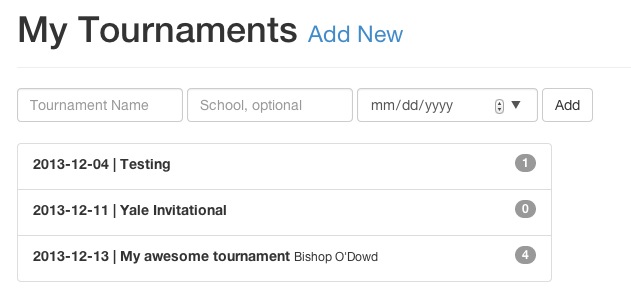 My Tournaments Add New
Tournament Name School, optional mm/dd/yyyy Add
2013-12-04 | Testing 1
2013-12-11 | Yale Invitational 0
2013-12-13 | My awesome tournament Bishop O'Dowd 4